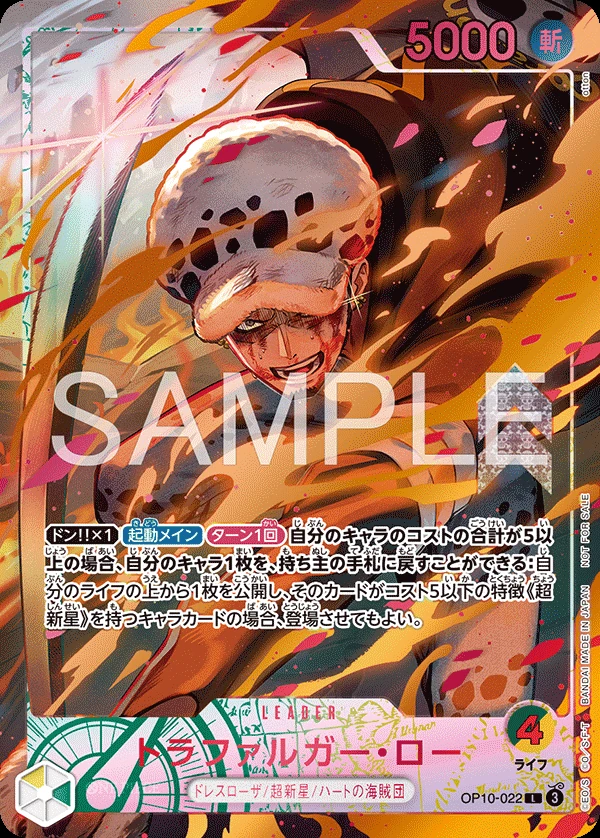 5000 斬
otton
SAMPLE
ドン!!×1 起動メイン ターン1回 自分のキャラのコストの合計が5以
上の場合、自分のキャラ1枚を、持ち主の手札に戻すことができる:自
分のライフの上から1枚を公開し、そのカードがコスト5以下の特徴《超
新星》を持つキャラカードの場合、登場させてもよい。
LEADER
トラファルガー・ロー
ドレスローザ/超新星/ハートの海賊団
4
ライフ
OP10-022 L 3
©E.O/S. ©O./S,F,T BANDAI MADE IN JAPAN NOT FOR SALE